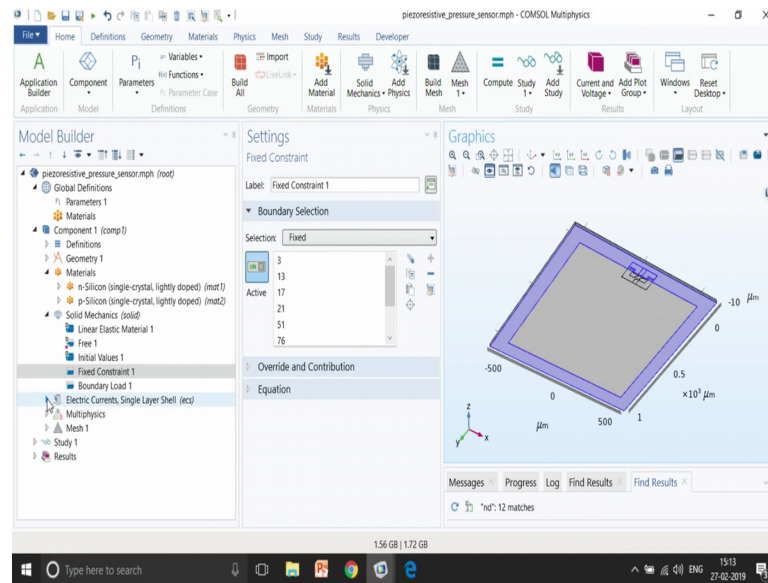 piezoresistive_pressure_sensor.mph - COMSOL Multiphysics
File Home Definitions Geometry Materials Physics Mesh Study Results Developer
Application Builder
Component
Pi
Parameters
a= Variables
f(x) Functions
Pi Parameter Case
Build All
Import
LiveLink
Add Material
Solid Mechanics
Add Physics
Build Mesh
Mesh 1
Compute
Study 1
Add Study
Current and Voltage
Add Plot Group
Windows
Reset Desktop
Application Model Definitions Geometry Materials Physics Mesh Study Results Layout
Model Builder
piezoresistive_pressure_sensor.mph (root)
Global Definitions
Pi Parameters 1
Materials
Component 1 (comp1)
Definitions
Geometry 1
Materials
n-Silicon (single-crystal, lightly doped) (mat1)
p-Silicon (single-crystal, lightly doped) (mat2)
Solid Mechanics (solid)
Linear Elastic Material 1
Free 1
Initial Values 1
Fixed Constraint 1
Boundary Load 1
Electric Currents, Single Layer Shell (ecs)
Multiphysics
Mesh 1
Study 1
Results
Settings
Fixed Constraint
Label: Fixed Constraint 1
Boundary Selection
Selection: Fixed
Active
3
13
17
21
51
76
Override and Contribution
Equation
Graphics
-10 μm
0
-500
0.5
×10³ μm
0
μm
500
1
z
y
x
Messages Progress Log Find Results Find Results
"nd": 12 matches
1.56 GB | 1.72 GB
Type here to search
ENG
15:13
27-02-2019